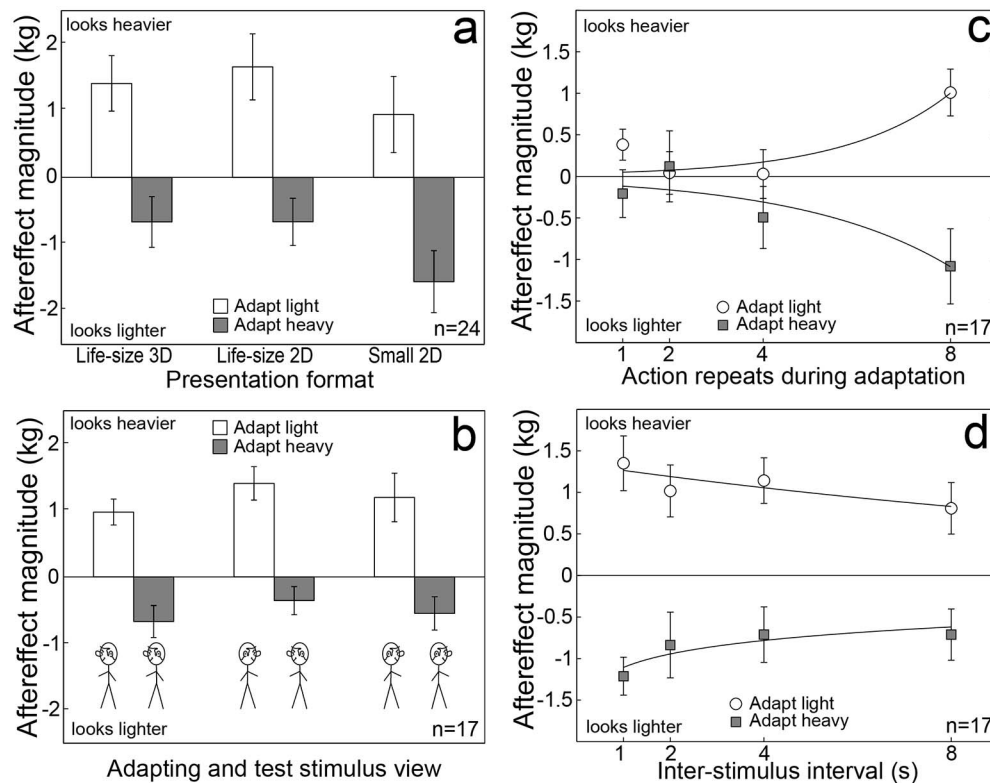 looks heavier
a
Aftereffect magnitude (kg)
2
1
0
-1
-2
Adapt light
Adapt heavy
looks lighter
n=24
Life-size 3D Life-size 2D Small 2D
Presentation format
looks heavier
c
Aftereffect magnitude (kg)
1.5
1
0.5
0
-0.5
-1
-1.5
Adapt light
Adapt heavy
looks lighter
n=17
1 2 4 8
Action repeats during adaptation
looks heavier
b
Adapt light
Adapt heavy
Aftereffect magnitude (kg)
2
1
0
-1
-2
looks lighter
n=17
Adapting and test stimulus view
looks heavier
d
Aftereffect magnitude (kg)
1.5
1
0.5
0
-0.5
-1
-1.5
Adapt light
Adapt heavy
looks lighter
n=17
1 2 4 8
Inter-stimulus interval (s)